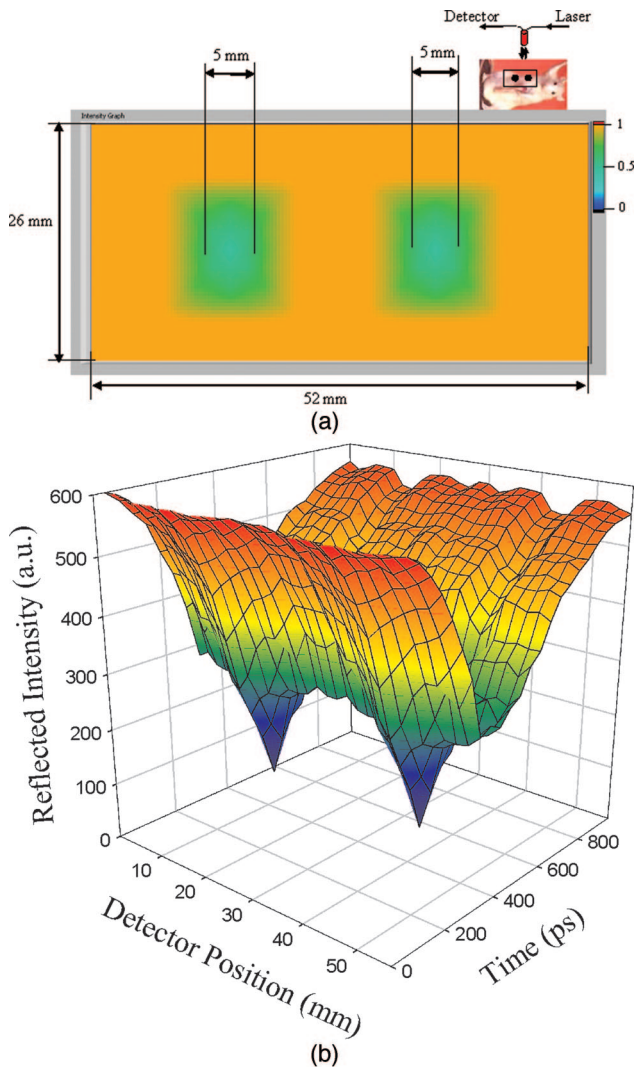 Detector Laser
5 mm 5 mm
Intensity Graph
1
0.5
0
26 mm
52 mm
(a)
Reflected Intensity (a.u.)
600
500
400
300
200
100
0
10
20
30
40
50
Detector Position (mm)
0
200
400
600
800
Time (ps)
(b)